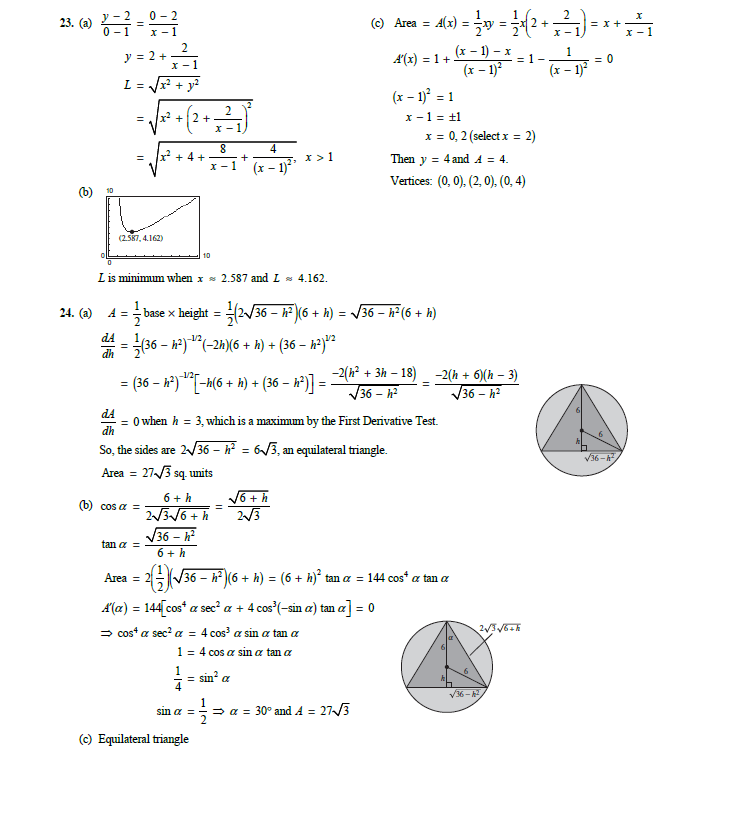 23. (a) (y − 2)/(0 − 1) = (0 − 2)/(x − 1)
y = 2 + 2/(x − 1)
L = √(x² + y²)
= √(x² + (2 + 2/(x − 1))²)
= √(x² + 4 + 8/(x − 1) + 4/(x − 1)²), x > 1
(b)
10
(2.587, 4.162)
0
0
10
L is minimum when x ≈ 2.587 and L ≈ 4.162.
(c) Area = A(x) = 1/2 xy = 1/2 x(2 + 2/(x − 1)) = x + x/(x − 1)
A′(x) = 1 + ((x − 1) − x)/(x − 1)² = 1 − 1/(x − 1)² = 0
(x − 1)² = 1
x − 1 = ±1
x = 0, 2 (select x = 2)
Then y = 4 and A = 4.
Vertices: (0, 0), (2, 0), (0, 4)
24. (a) A = 1/2 base × height = 1/2(2√(36 − h²))(6 + h) = √(36 − h²)(6 + h)
dA/dh = 1/2(36 − h²)^(−1/2)(−2h)(6 + h) + (36 − h²)^(1/2)
= (36 − h²)^(−1/2)[−h(6 + h) + (36 − h²)] = −2(h² + 3h − 18)/√(36 − h²) = −2(h + 6)(h − 3)/√(36 − h²)
dA/dh = 0 when h = 3, which is a maximum by the First Derivative Test.
So, the sides are 2√(36 − h²) = 6√3, an equilateral triangle.
Area = 27√3 sq. units
6
6
h
√(36 − h²)
(b) cos α = (6 + h)/(2√3√(6 + h)) = √(6 + h)/(2√3)
tan α = √(36 − h²)/(6 + h)
Area = 2(1/2)(√(36 − h²))(6 + h) = (6 + h)² tan α = 144 cos⁴ α tan α
A′(α) = 144[cos⁴ α sec² α + 4 cos³(−sin α) tan α] = 0
⇒ cos⁴ α sec² α = 4 cos³ α sin α tan α
1 = 4 cos α sin α tan α
1/4 = sin² α
sin α = 1/2 ⇒ α = 30° and A = 27√3
2√3√(6 + h)
α
6
6
h
√(36 − h²)
(c) Equilateral triangle